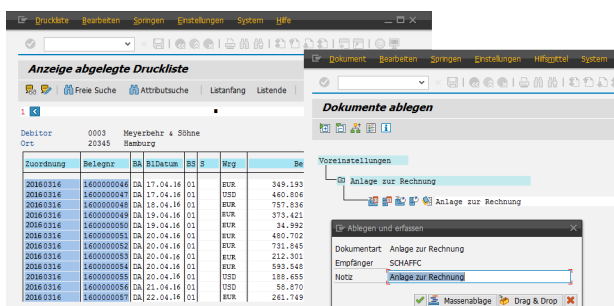 Druckliste Bearbeiten Springen Einstellungen System Hilfe
Anzeige abgelegte Druckliste
Freie Suche Attributsuche Listanfang Listende
1
Debitor 0003 Meyerbehr & Söhne
Ort 20345 Hamburg
Zuordnung Belegnr BA BlDatum BS S Wrg Be
20160316 1600000046 DA 17.04.16 01 EUR 349.193
20160316 1600000047 DA 17.04.16 01 USD 460.806
20160316 1600000048 DA 18.04.16 01 EUR 757.836
20160316 1600000049 DA 19.04.16 01 EUR 373.421
20160316 1600000050 DA 19.04.16 01 EUR 34.992
20160316 1600000051 DA 20.04.16 01 EUR 480.702
20160316 1600000052 DA 20.04.16 01 EUR 731.845
20160316 1600000053 DA 20.04.16 01 EUR 212.301
20160316 1600000054 DA 20.04.16 01 EUR 593.548
20160316 1600000055 DA 20.04.16 01 USD 188.655
20160316 1600000056 DA 21.04.16 01 USD 58.870
20160316 1600000057 DA 22.04.16 01 EUR 261.749
Dokument Bearbeiten Springen Einstellungen Hilfsmittel System
Dokumente ablegen
Voreinstellungen
Anlage zur Rechnung
Anlage zur Rechnung
Ablegen und erfassen
Dokumentart Anlage zur Rechnung
Empfänger SCHAFFC
Notiz Anlage zur Rechnung
Massenablage Drag & Drop